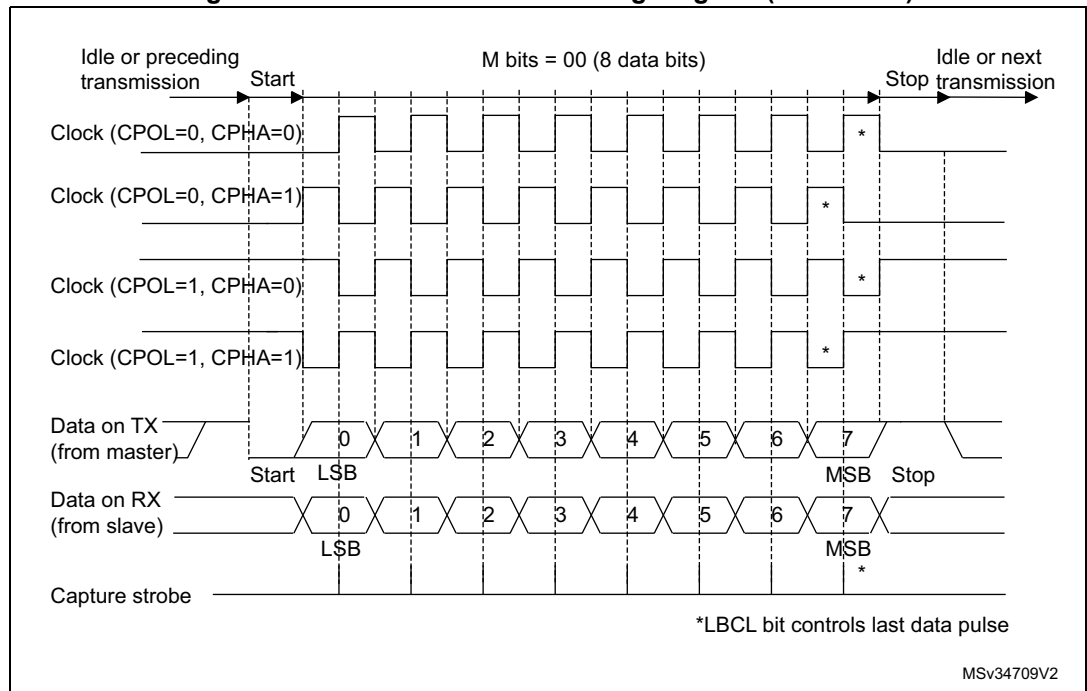 Idle or preceding transmission
Start
M bits = 00 (8 data bits)
Stop
Idle or next transmission
Clock (CPOL=0, CPHA=0)
*
Clock (CPOL=0, CPHA=1)
*
Clock (CPOL=1, CPHA=0)
*
Clock (CPOL=1, CPHA=1)
*
Data on TX
(from master)
0 1 2 3 4 5 6 7
Start LSB MSB Stop
Data on RX
(from slave)
0 1 2 3 4 5 6 7
LSB MSB
*
Capture strobe
*LBCL bit controls last data pulse
MSv34709V2